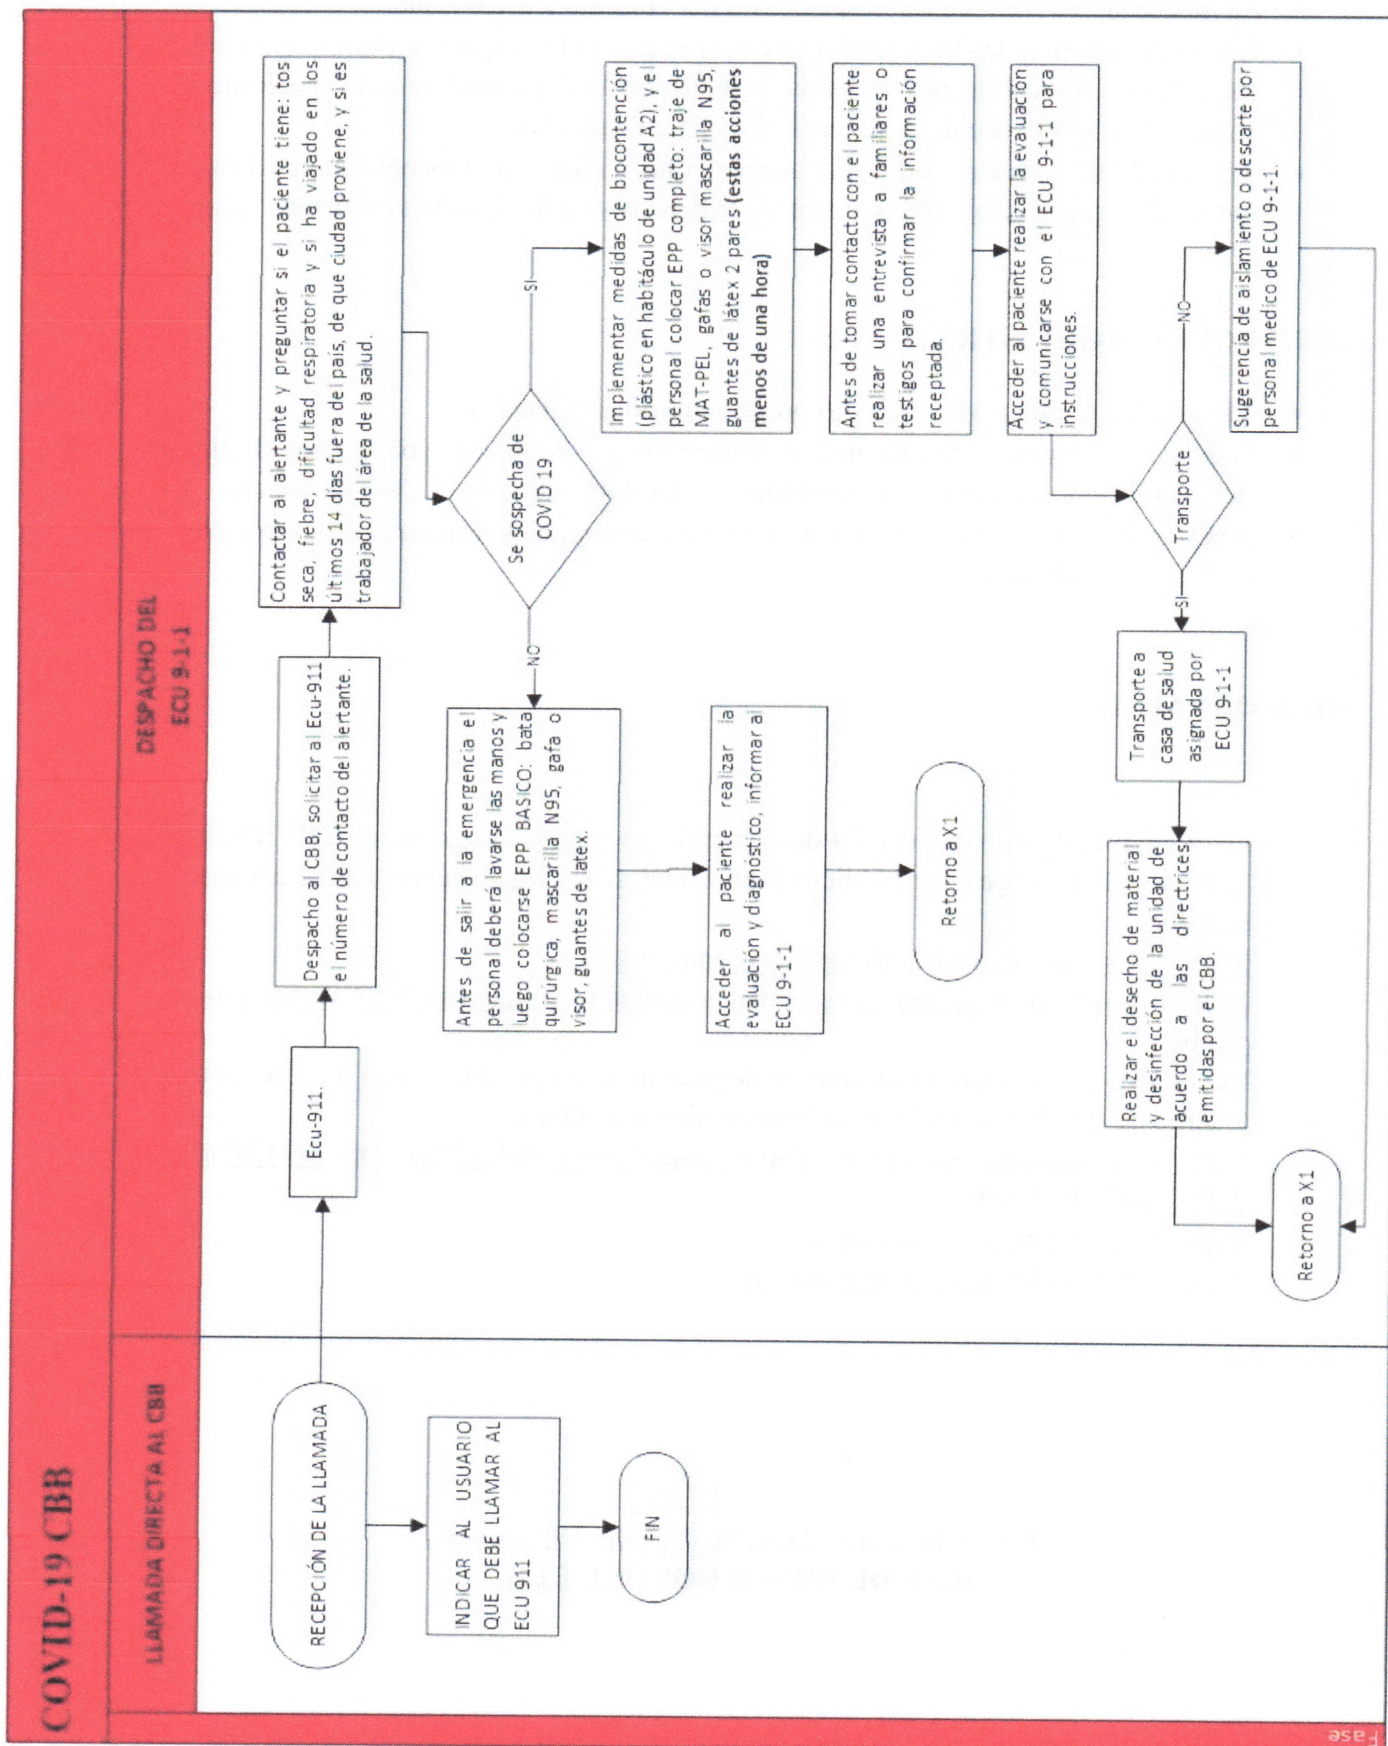 COVID-19 CBB
LLAMADA DIRECTA AL CBB
DESPACHO DEL
ECU 9-1-1
Fase
RECEPCIÓN DE LA LLAMADA
INDICAR AL USUARIO
QUE DEBE LLAMAR AL
ECU 911
FIN
Ecu-911.
Despacho al CBB, solicitar al Ecu-911
el número de contacto del alertante.
Contactar al alertante y preguntar si el paciente tiene: tos
seca, fiebre, dificultad respiratoria y si ha viajado en los
últimos 14 días fuera del país, de que ciudad proviene, y si es
trabajador del área de la salud.
Se sospecha de
COVID 19
NO
SI
Antes de salir a la emergencia el
personal deberá lavarse las manos y
luego colocarse EPP BASICO: bata
quirúrgica, mascarilla N95, gafa o
visor, guantes de latex.
Acceder al paciente realizar la
evaluación y diagnóstico, informar al
ECU 9-1-1
Retorno a X1
Implementar medidas de biocontención
(plástico en habitáculo de unidad A2), y el
personal colocar EPP completo: traje de
MAT-PEL, gafas o visor mascarilla N95,
guantes de látex 2 pares (estas acciones
menos de una hora)
Antes de tomar contacto con el paciente
realizar una entrevista a familiares o
testigos para confirmar la información
receptada.
Acceder al paciente realizar la evaluación
y comunicarse con el ECU 9-1-1 para
instrucciones.
Transporte
SI
NO
Transporte a
casa de salud
asignada por
ECU 9-1-1
Realizar el desecho de material
y desinfección de la unidad de
acuerdo a las directrices
emitidas por el CBB.
Sugerencia de aislamiento o descarte por
personal medico de ECU 9-1-1.
Retorno a X1